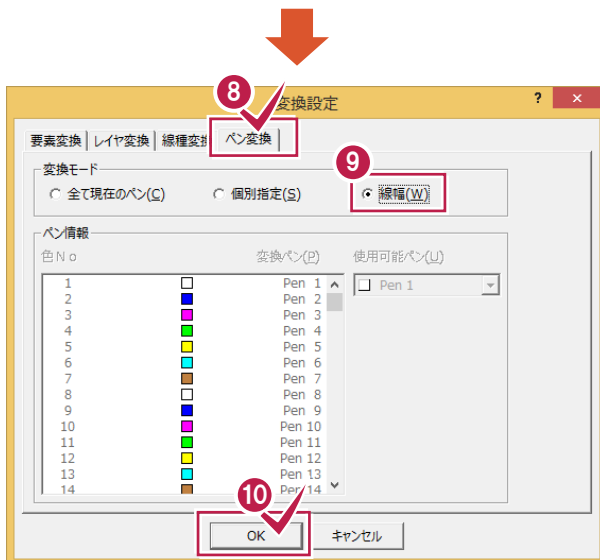 8
変換設定
? ×
要素変換 レイヤ変換 線種変換 ペン変換
9
変換モード
全て現在のペン(C) 個別指定(S) 線幅(W)
ペン情報
色No 変換ペン(P) 使用可能ペン(U)
1 Pen 1 Pen 1
2 Pen 2
3 Pen 3
4 Pen 4
5 Pen 5
6 Pen 6
7 Pen 7
8 Pen 8
9 Pen 9
10 Pen 10
11 Pen 11
12 Pen 12
13 Pen 13
14 Pen 14
10
OK キャンセル